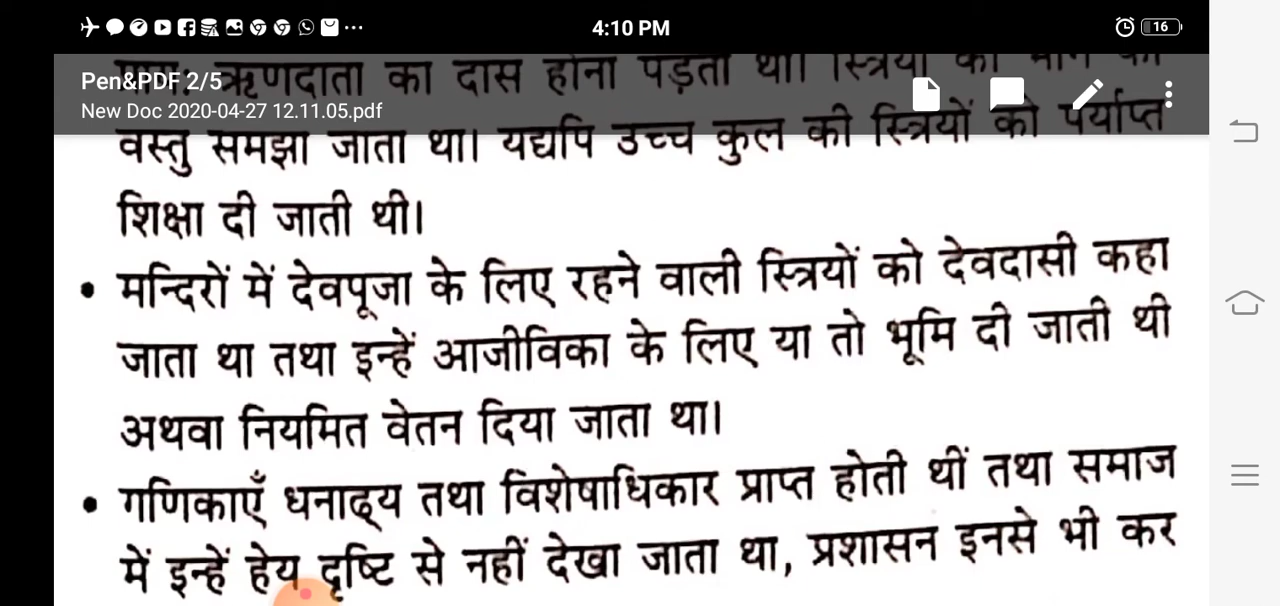 4:10 PM
16
Pen&PDF 2/5
New Doc 2020-04-27 12.11.05.pdf
ऋणदाता का दास होना पड़ता था। स्त्रियों को भोग की
वस्तु समझा जाता था। यद्यपि उच्च कुल की स्त्रियों को पर्याप्त
शिक्षा दी जाती थी।
• मन्दिरों में देवपूजा के लिए रहने वाली स्त्रियों को देवदासी कहा
जाता था तथा इन्हें आजीविका के लिए या तो भूमि दी जाती थी
अथवा नियमित वेतन दिया जाता था।
• गणिकाएँ धनाढ्य तथा विशेषाधिकार प्राप्त होती थीं तथा समाज
में इन्हें हेय दृष्टि से नहीं देखा जाता था, प्रशासन इनसे भी कर